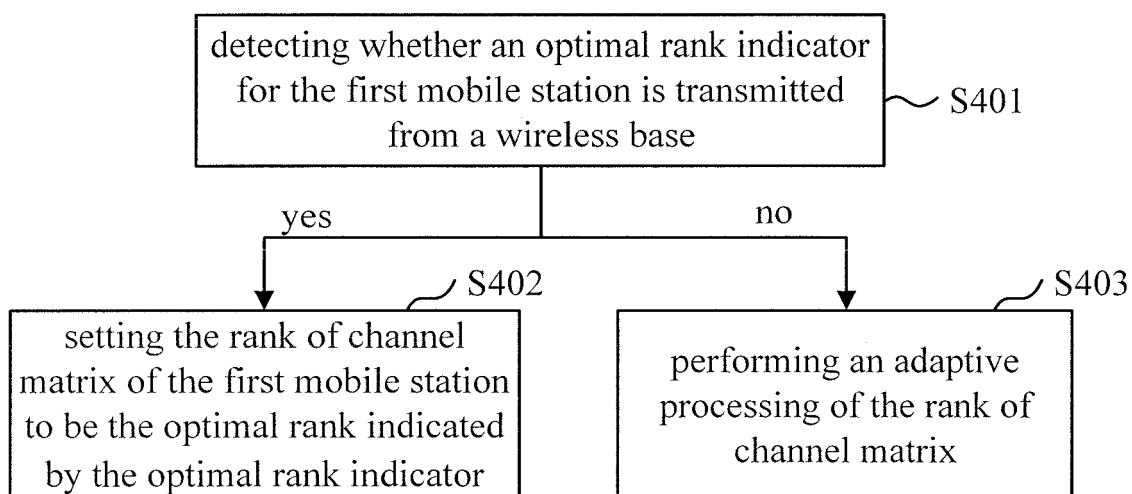 detecting whether an optimal rank indicator
for the first mobile station is transmitted
from a wireless base
S401
yes
no
S402
S403
setting the rank of channel
matrix of the first mobile station
to be the optimal rank indicated
by the optimal rank indicator
performing an adaptive
processing of the rank of
channel matrix